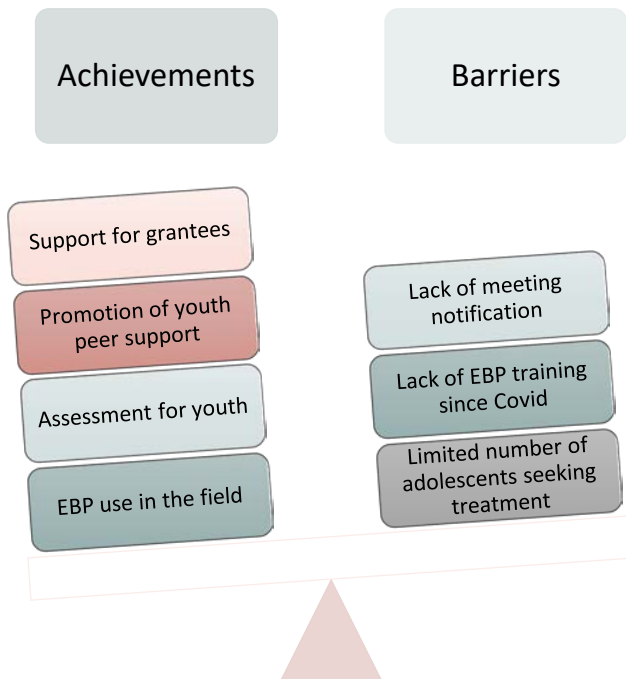 Achievements
Barriers
Support for grantees
Promotion of youth
peer support
Assessment for youth
EBP use in the field
Lack of meeting
notification
Lack of EBP training
since Covid
Limited number of
adolescents seeking
treatment